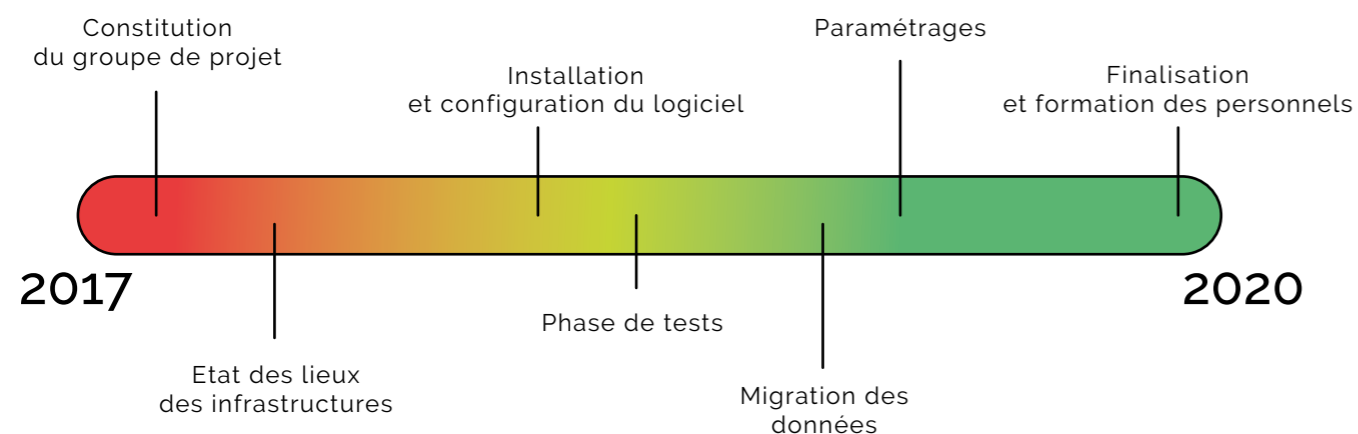 Constitution
du groupe de projet
Paramétrages
Installation
et configuration du logiciel
Finalisation
et formation des personnels
2017
2020
Phase de tests
Etat des lieux
des infrastructures
Migration des
données